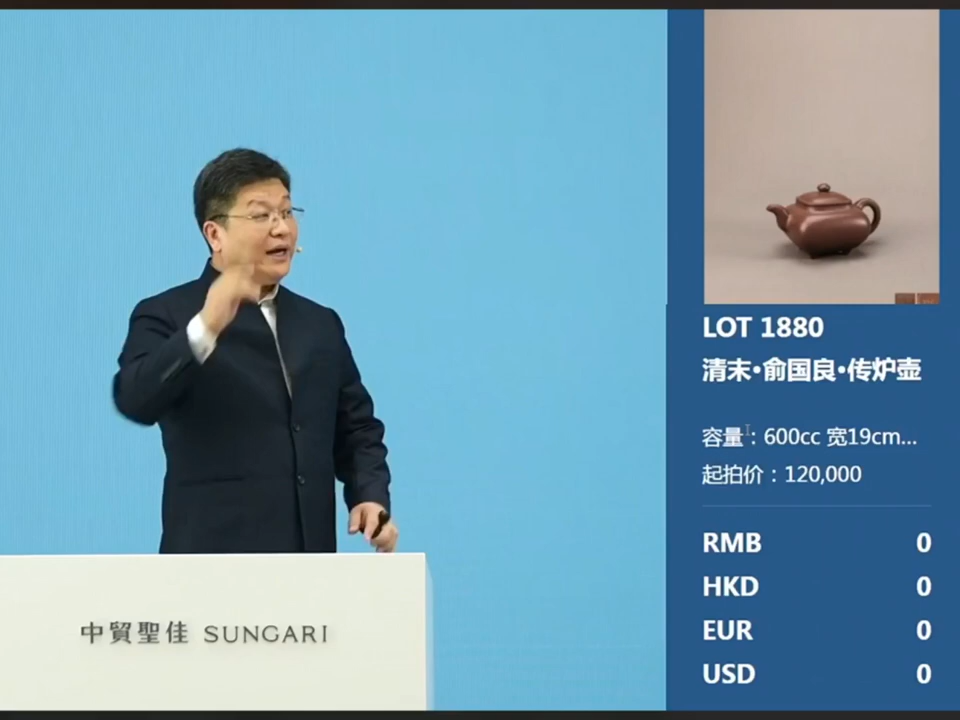 LOT 1880
清末•俞国良•传炉壶
容量：600cc 宽19cm...
起拍价：120,000
RMB 0
HKD 0
EUR 0
USD 0
中貿聖佳 SUNGARI